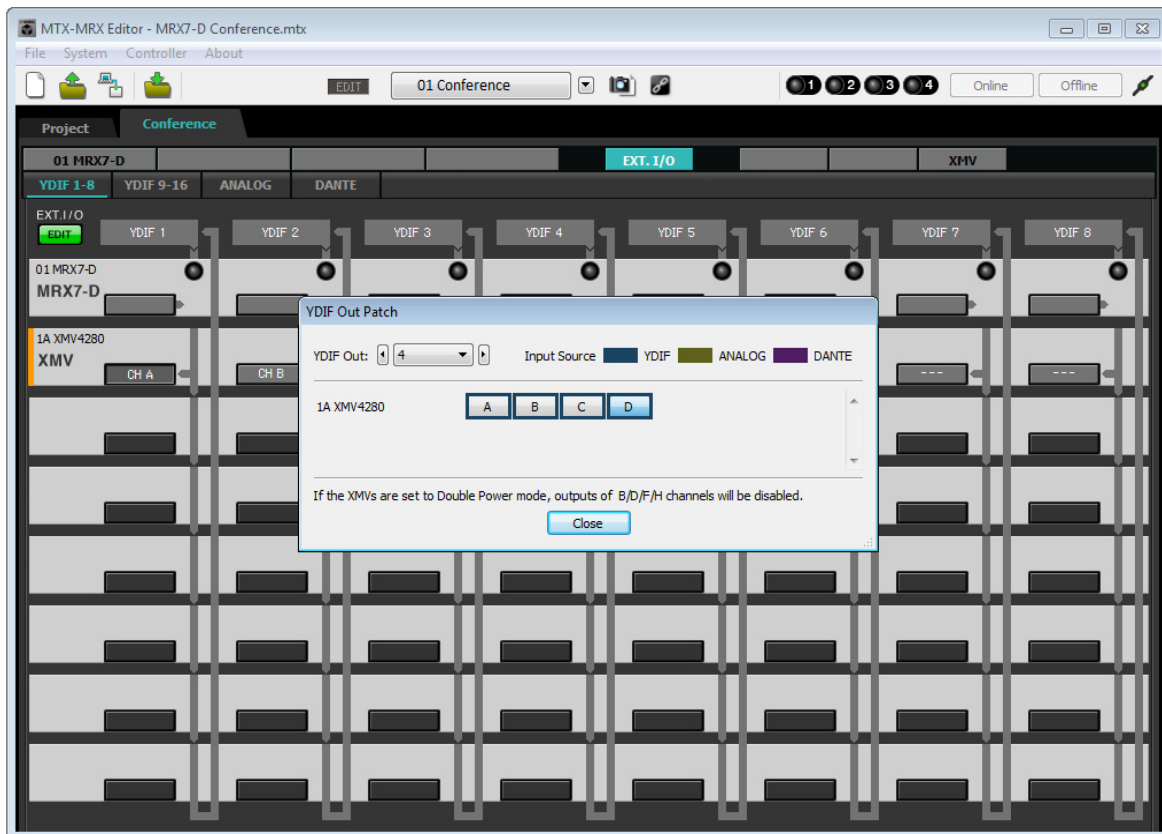 MTX-MRX Editor - MRX7-D Conference.mtx
File System Controller About
EDIT 01 Conference 1 2 3 4 Online Offline
Project Conference
01 MRX7-D EXT. I/O XMV
YDIF 1-8 YDIF 9-16 ANALOG DANTE
EXT.I/O
EDIT YDIF 1 YDIF 2 YDIF 3 YDIF 4 YDIF 5 YDIF 6 YDIF 7 YDIF 8
01 MRX7-D
MRX7-D
YDIF Out Patch
1A XMV4280
XMV
CH A CH B --- ---
YDIF Out: 4 Input Source YDIF ANALOG DANTE
1A XMV4280 A B C D
If the XMVs are set to Double Power mode, outputs of B/D/F/H channels will be disabled.
Close